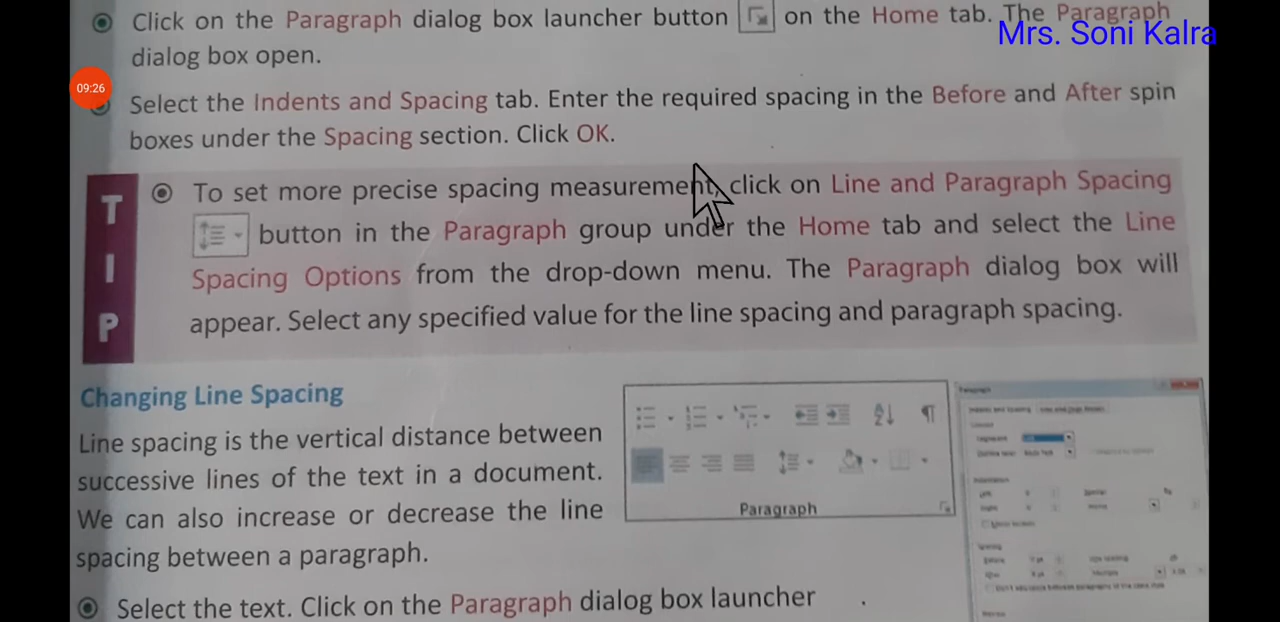 Click on the Paragraph dialog box launcher button on the Home tab. The Paragraph
Mrs. Soni Kalra
dialog box open.
09:26
Select the Indents and Spacing tab. Enter the required spacing in the Before and After spin
boxes under the Spacing section. Click OK.
TIP
To set more precise spacing measurement, click on Line and Paragraph Spacing
button in the Paragraph group under the Home tab and select the Line
Spacing Options from the drop-down menu. The Paragraph dialog box will
appear. Select any specified value for the line spacing and paragraph spacing.
Changing Line Spacing
Line spacing is the vertical distance between
successive lines of the text in a document.
We can also increase or decrease the line
spacing between a paragraph.
Paragraph
Select the text. Click on the Paragraph dialog box launcher